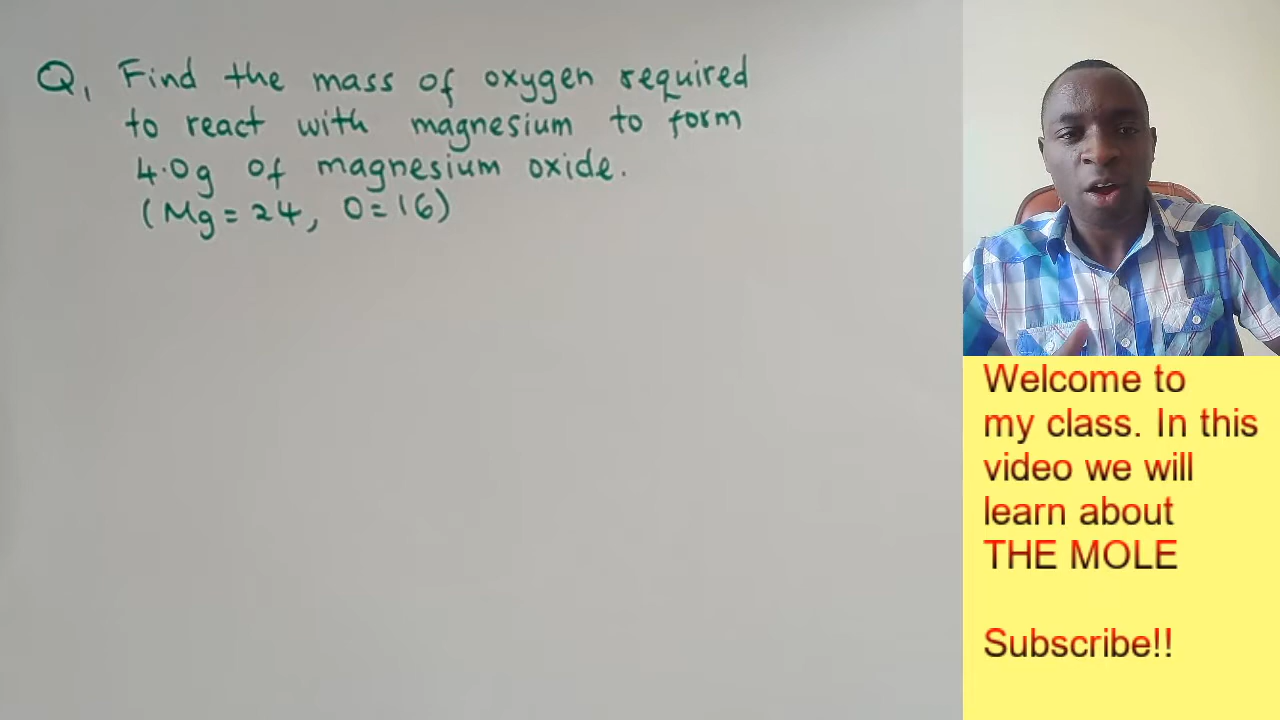 Q1 Find the mass of oxygen required
to react with magnesium to form
4.0g of magnesium oxide.
(Mg = 24, O = 16)
Welcome to
my class. In this
video we will
learn about
THE MOLE
Subscribe!!